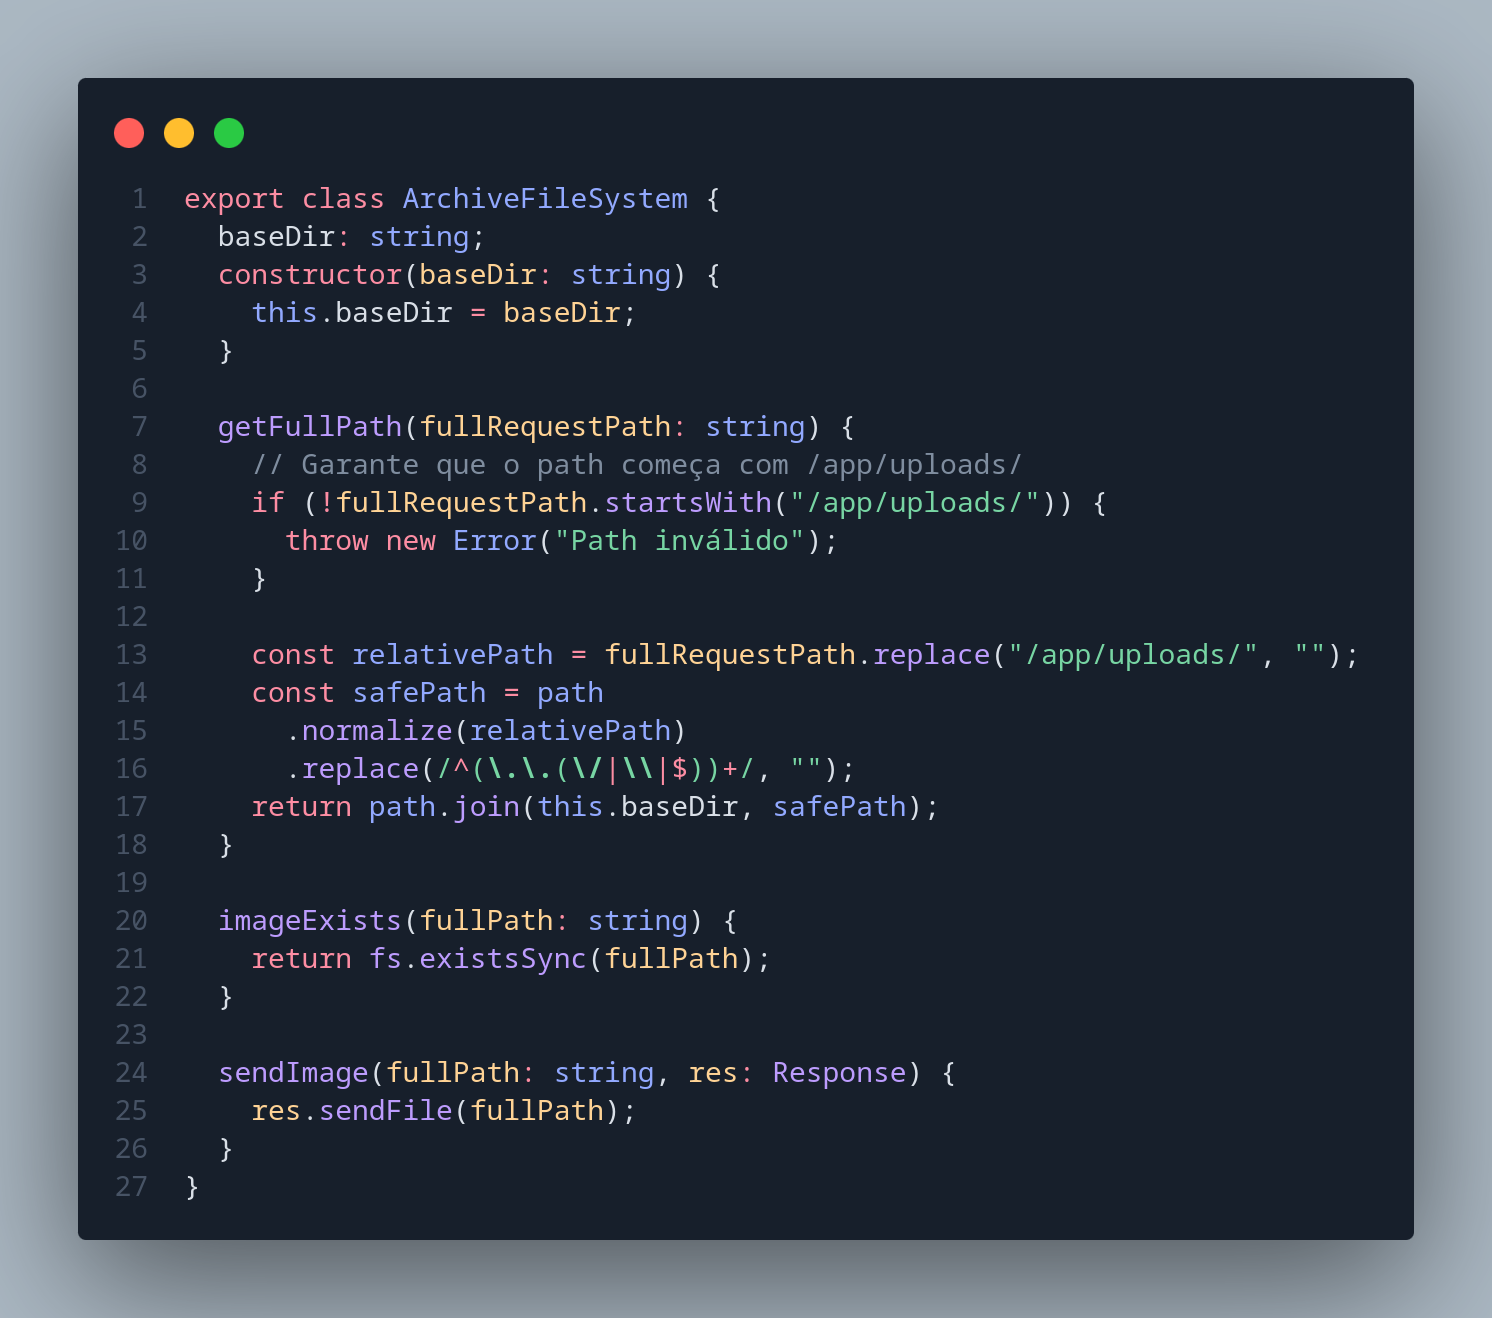 1 export class ArchiveFileSystem {
2   baseDir: string;
3   constructor(baseDir: string) {
4     this.baseDir = baseDir;
5   }
6
7   getFullPath(fullRequestPath: string) {
8     // Garante que o path começa com /app/uploads/
9     if (!fullRequestPath.startsWith("/app/uploads/")) {
10       throw new Error("Path inválido");
11     }
12
13     const relativePath = fullRequestPath.replace("/app/uploads/", "");
14     const safePath = path
15       .normalize(relativePath)
16       .replace(/^(\.\.(\/|\\|$))+/, "");
17     return path.join(this.baseDir, safePath);
18   }
19
20   imageExists(fullPath: string) {
21     return fs.existsSync(fullPath);
22   }
23
24   sendImage(fullPath: string, res: Response) {
25     res.sendFile(fullPath);
26   }
27 }